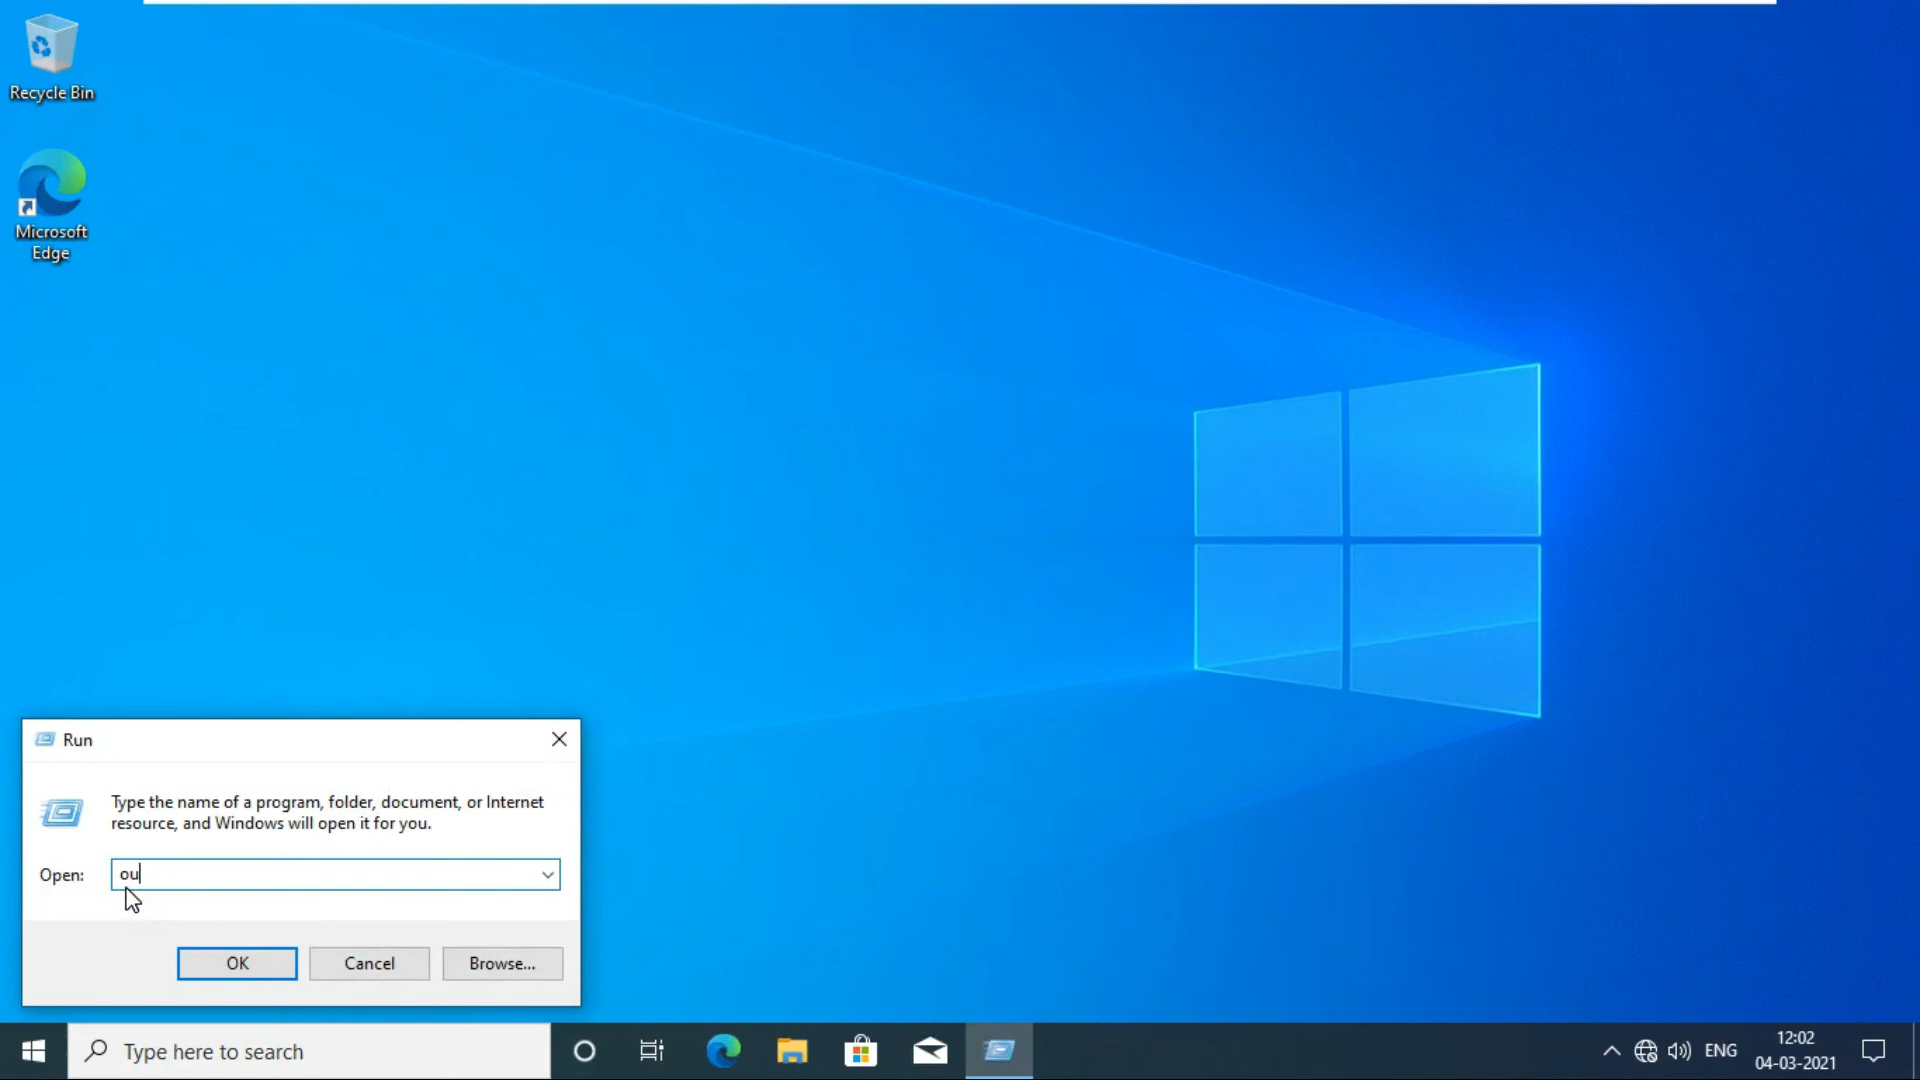 Recycle Bin
Microsoft
Edge
Run
Type the name of a program, folder, document, or Internet
resource, and Windows will open it for you.
Open:
ou
OK
Cancel
Browse...
Type here to search
ENG
12:02
04-03-2021